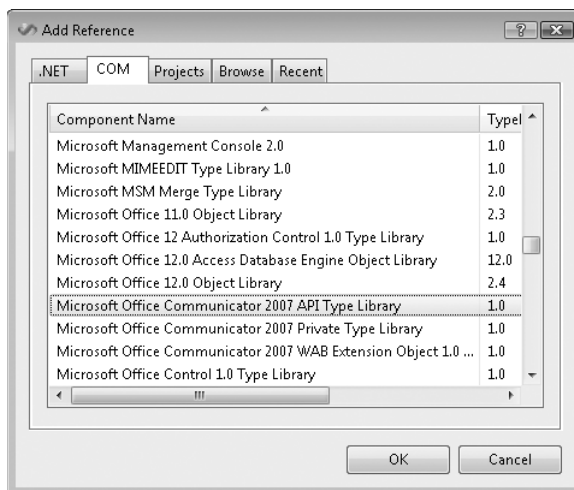 Add Reference
.NET COM Projects Browse Recent
Component Name Typel
Microsoft Management Console 2.0 1.0
Microsoft MIMEEDIT Type Library 1.0 1.0
Microsoft MSM Merge Type Library 2.0
Microsoft Office 11.0 Object Library 2.3
Microsoft Office 12 Authorization Control 1.0 Type Library 1.0
Microsoft Office 12.0 Access Database Engine Object Library 12.0
Microsoft Office 12.0 Object Library 2.4
Microsoft Office Communicator 2007 API Type Library 1.0
Microsoft Office Communicator 2007 Private Type Library 1.0
Microsoft Office Communicator 2007 WAB Extension Object 1.0 ... 1.0
Microsoft Office Control 1.0 Type Library 1.0
OK Cancel